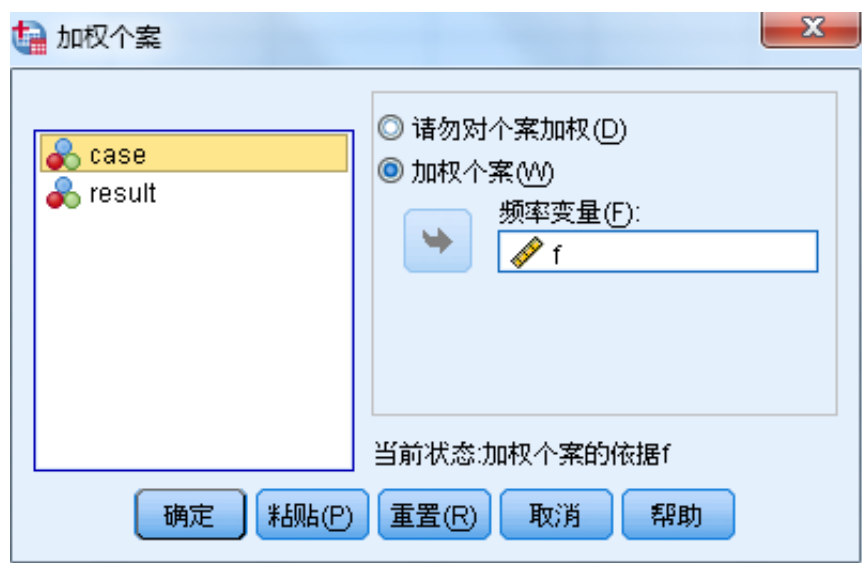 加权个案
case
result
请勿对个案加权(D)
加权个案(W)
频率变量(F):
f
当前状态:加权个案的依据f
确定 粘贴(P) 重置(R) 取消 帮助